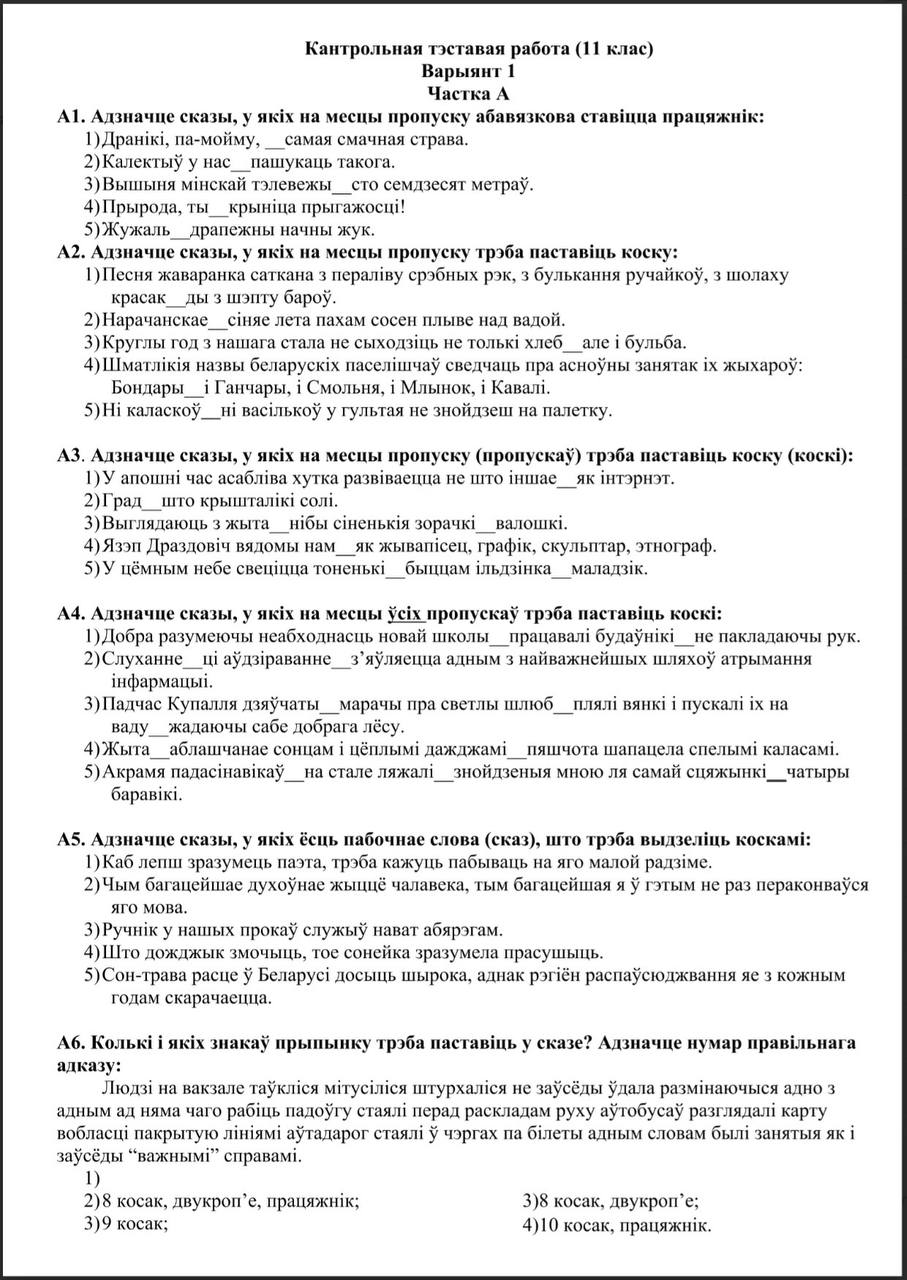 Кантрольная тэставая работа (11 клас)
Варыянт 1
Частка А
А1. Адзначце сказы, у якіх на месцы пропуску абавязкова ставіцца працяжнік:
1)Дранікі, па-мойму, __самая смачная страва.
2)Калектыў у нас__пашукаць такога.
3)Вышыня мінскай тэлевежы__сто семдзесят метраў.
4)Прырода, ты__крыніца прыгажосці!
5)Жужаль__драпежны начны жук.
А2. Адзначце сказы, у якіх на месцы пропуску трэба паставіць коску:
1)Песня жаваранка саткана з пераліву срэбных рэк, з булькання ручайкоў, з шолаху
красак__ды з шэпту бароў.
2)Нарачанскае__сіняе лета пахам сосен плыве над вадой.
3)Круглы год з нашага стала не сыходзіць не толькі хлеб__але і бульба.
4)Шматлікія назвы беларускіх паселішчаў сведчаць пра асноўны занятак іх жыхароў:
Бондары__і Ганчары, і Смольня, і Млынок, і Кавалі.
5)Ні каласкоў__ні васількоў у гультая не знойдзеш на палетку.
А3. Адзначце сказы, у якіх на месцы пропуску (пропускаў) трэба паставіць коску (коскі):
1)У апошні час асабліва хутка развіваецца не што іншае__як інтэрнэт.
2)Град__што крышталікі солі.
3)Выглядаюць з жыта__нібы сіненькія зорачкі__валошкі.
4)Язэп Драздовіч вядомы нам__як жывапісец, графік, скульптар, этнограф.
5)У цёмным небе свеціцца тоненькі__быццам ільдзінка__маладзік.
А4. Адзначце сказы, у якіх на месцы ўсіх пропускаў трэба паставіць коскі:
1)Добра разумеючы неабходнасць новай школы__працавалі будаўнікі__не пакладаючы рук.
2)Слуханне__ці аўдзіраванне__з’яўляецца адным з найважнейшых шляхоў атрымання
інфармацыі.
3)Падчас Купалля дзяўчаты__марачы пра светлы шлюб__плялі вянкі і пускалі іх на
ваду__жадаючы сабе добрага лёсу.
4)Жыта__аблашчанае сонцам і цёплымі дажджамі__пяшчота шапацела спелымі каласамі.
5)Акрамя падасінавікаў__на стале ляжалі__знойдзеныя мною ля самай сцяжынкі__чатыры
баравікі.
А5. Адзначце сказы, у якіх ёсць пабочнае слова (сказ), што трэба выдзеліць коскамі:
1)Каб лепш зразумець паэта, трэба кажуць пабываць на яго малой радзіме.
2)Чым багацейшае духоўнае жыццё чалавека, тым багацейшая я ў гэтым не раз пераконваўся
яго мова.
3)Ручнік у нашых прокаў служыў нават абярэгам.
4)Што дожджык змочыць, тое сонейка зразумела прасушыць.
5)Сон-трава расце ў Беларусі досыць шырока, аднак рэгіён распаўсюджвання яе з кожным
годам скарачаецца.
А6. Колькі і якіх знакаў прыпынку трэба паставіць у сказе? Адзначце нумар правільнага
адказу:
Людзі на вакзале таўкліся мітусіліся штурхаліся не заўсёды ўдала размінаючыся адно з
адным ад няма чаго рабіць падоўгу стаялі перад раскладам руху аўтобусаў разглядалі карту
вобласці пакрытую лініямі аўтадарог стаялі ў чэргах па білеты адным словам былі занятыя як і
заўсёды “важнымі” справамі.
1)
2)8 косак, двукроп’е, працяжнік; 3)8 косак, двукроп’е;
3)9 косак; 4)10 косак, працяжнік.